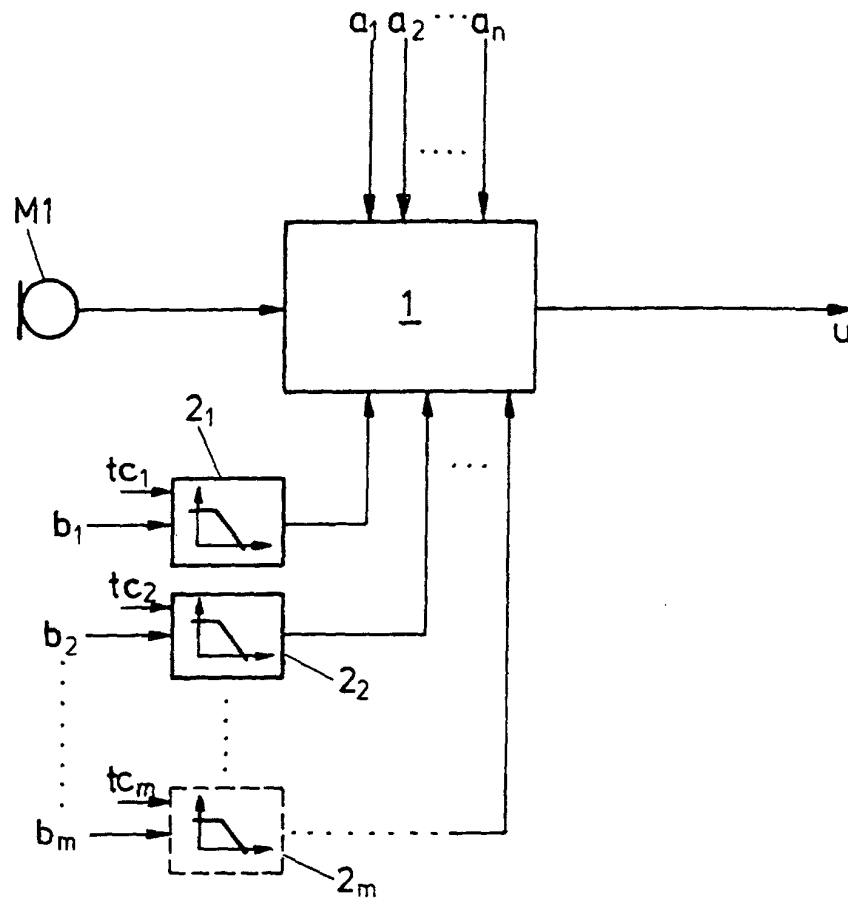 a₁ a₂ ···· aₙ
····
M1
1
u
2₁
···
tc₁
b₁
tc₂
b₂
2₂
tcₘ
bₘ
2ₘ